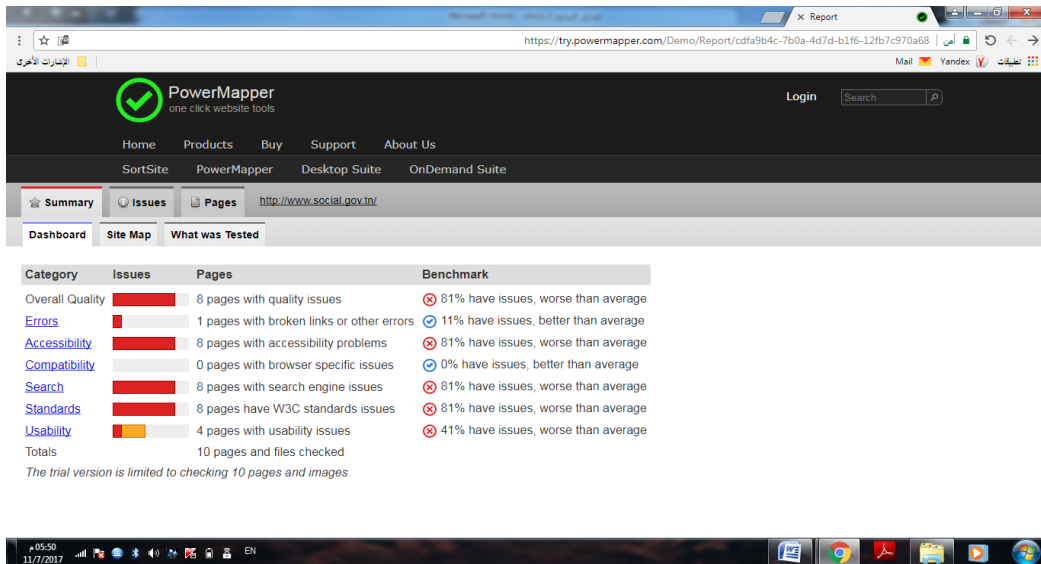 Report
https://try.powermapper.com/Demo/Report/cdfa9b4c-7b0a-4d7d-b1f6-12fb7c970a68 | آمن
الإشارات الأخرى
Mail Yandex تطبيقات
PowerMapper
one click website tools
Login Search
Home Products Buy Support About Us
SortSite PowerMapper Desktop Suite OnDemand Suite
Summary Issues Pages http://www.social.gov.tn/
Dashboard Site Map What was Tested
Category Issues Pages Benchmark
Overall Quality 8 pages with quality issues 81% have issues, worse than average
Errors 1 pages with broken links or other errors 11% have issues, better than average
Accessibility 8 pages with accessibility problems 81% have issues, worse than average
Compatibility 0 pages with browser specific issues 0% have issues, better than average
Search 8 pages with search engine issues 81% have issues, worse than average
Standards 8 pages have W3C standards issues 81% have issues, worse than average
Usability 4 pages with usability issues 41% have issues, worse than average
Totals 10 pages and files checked
The trial version is limited to checking 10 pages and images.
05:50 م
11/7/2017
EN